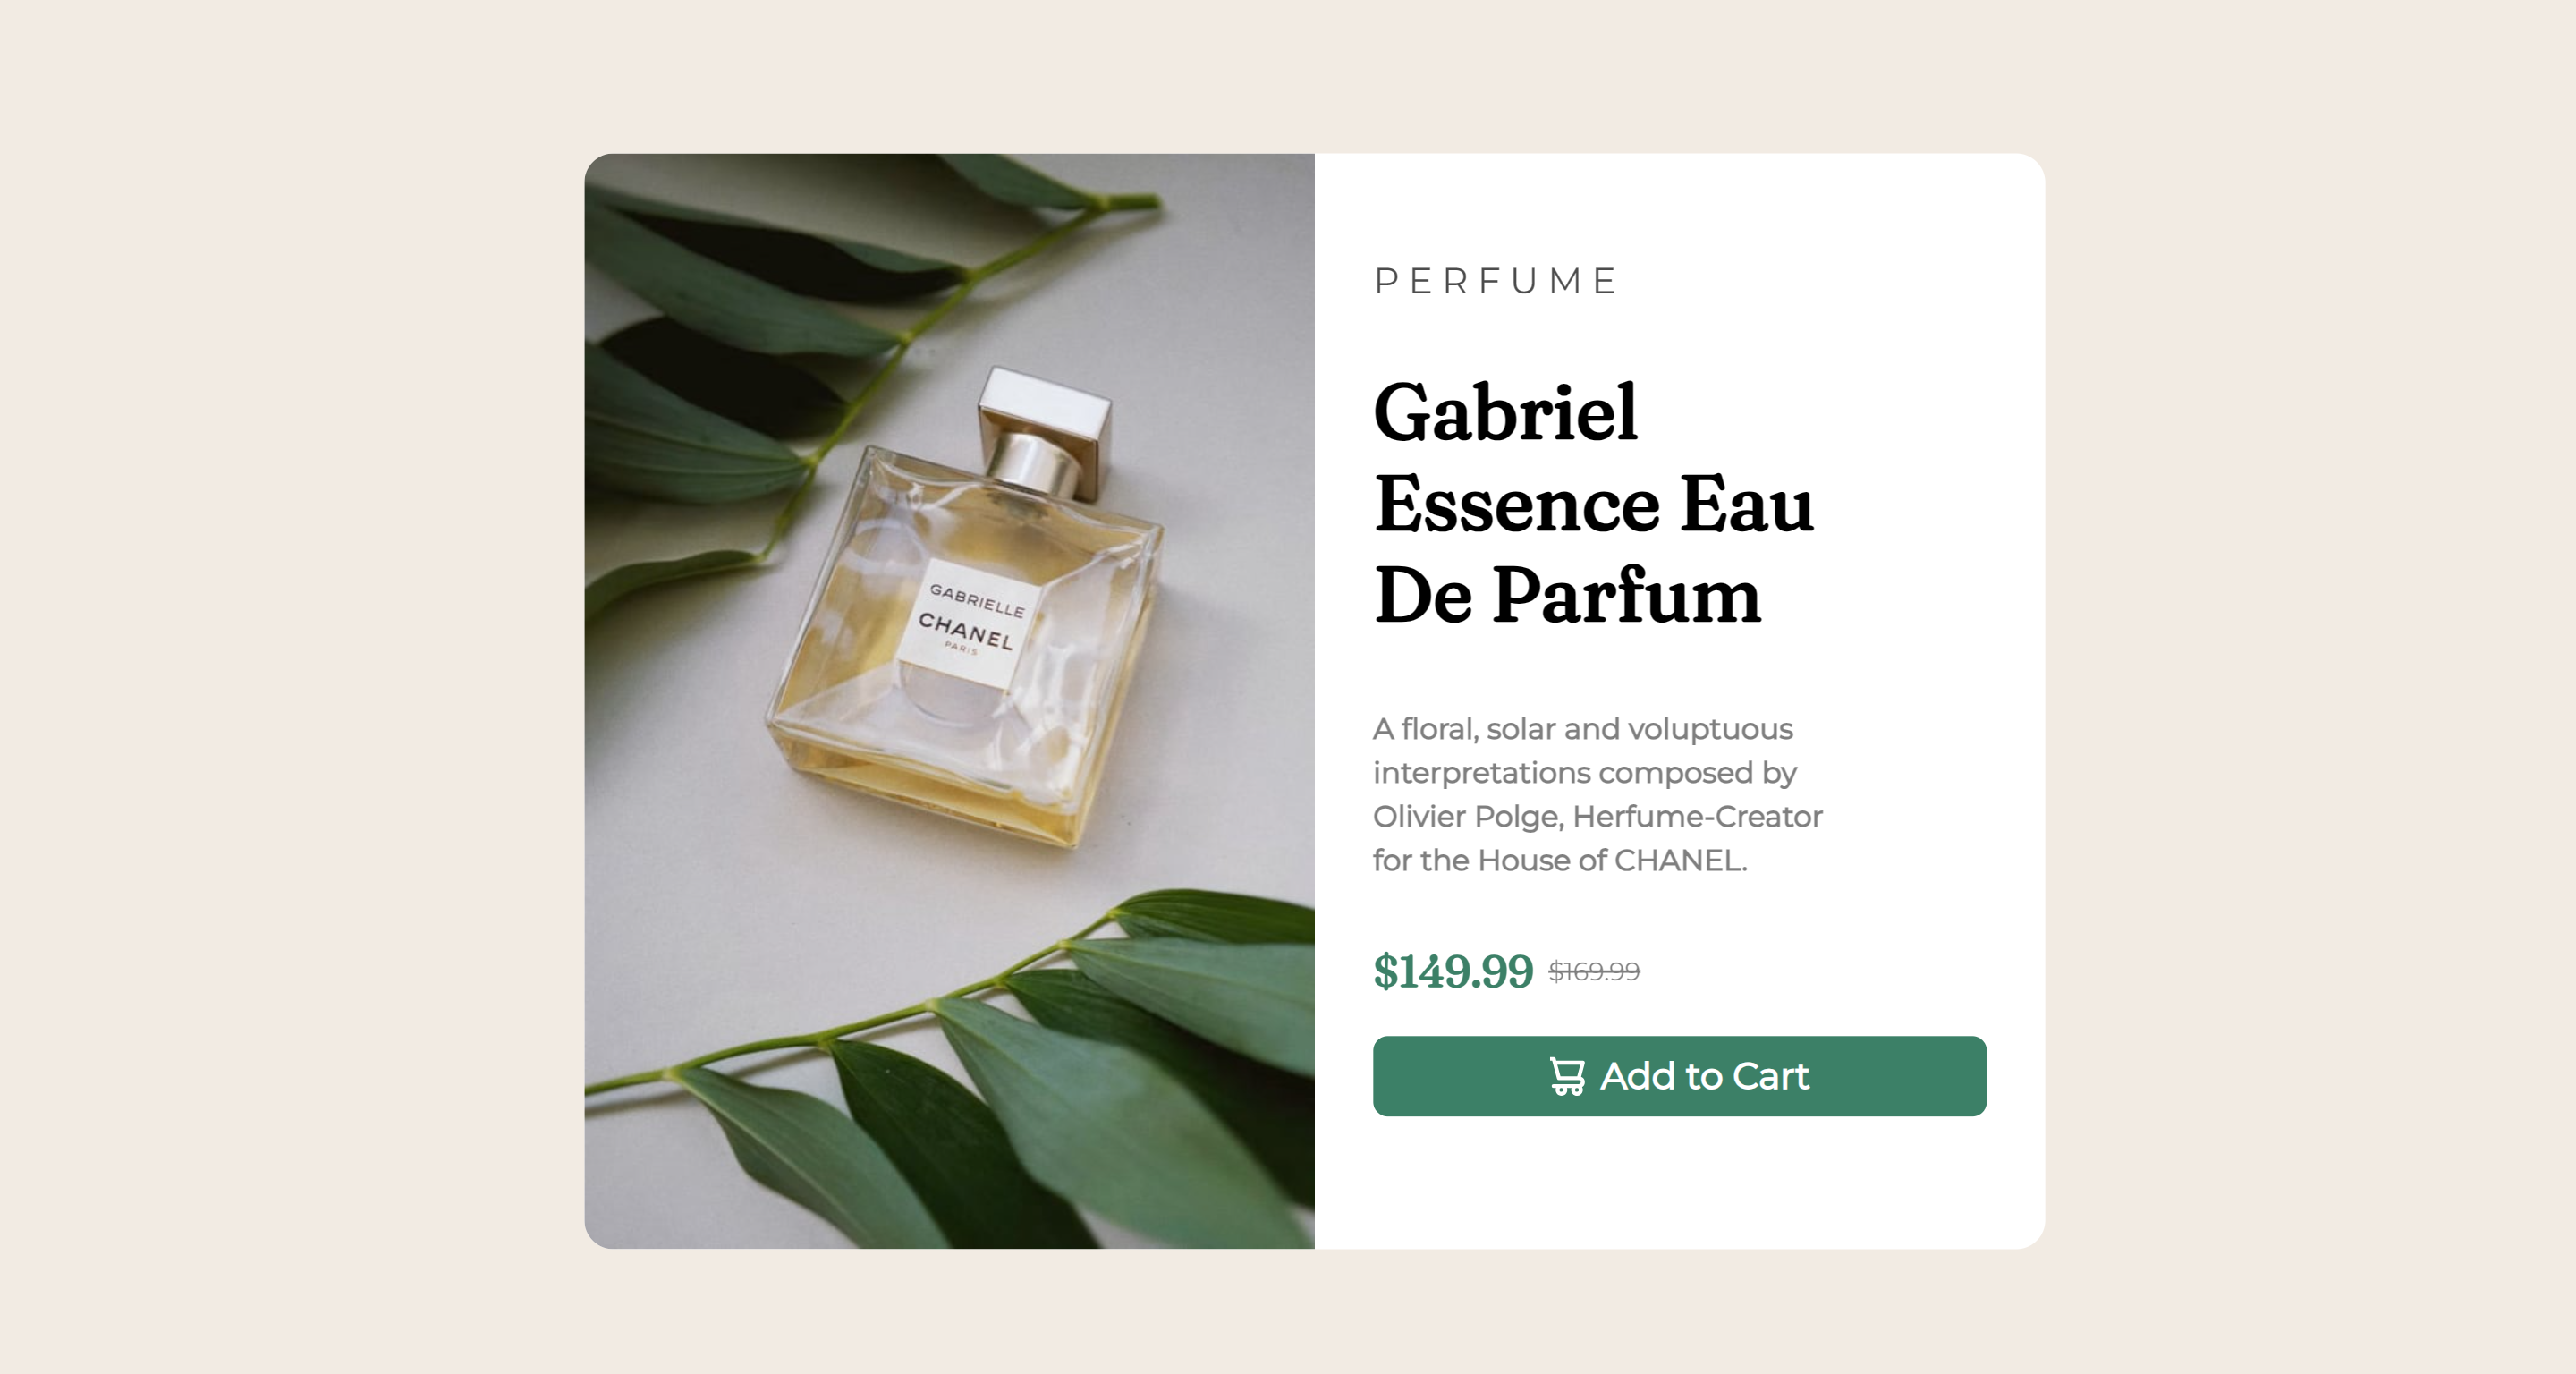 GABRIELLE
CHANEL
PARIS
PERFUME
Gabriel
Essence Eau
De Parfum
A floral, solar and voluptuous
interpretations composed by
Olivier Polge, Herfume-Creator
for the House of CHANEL.
$149.99 $169.99
Add to Cart